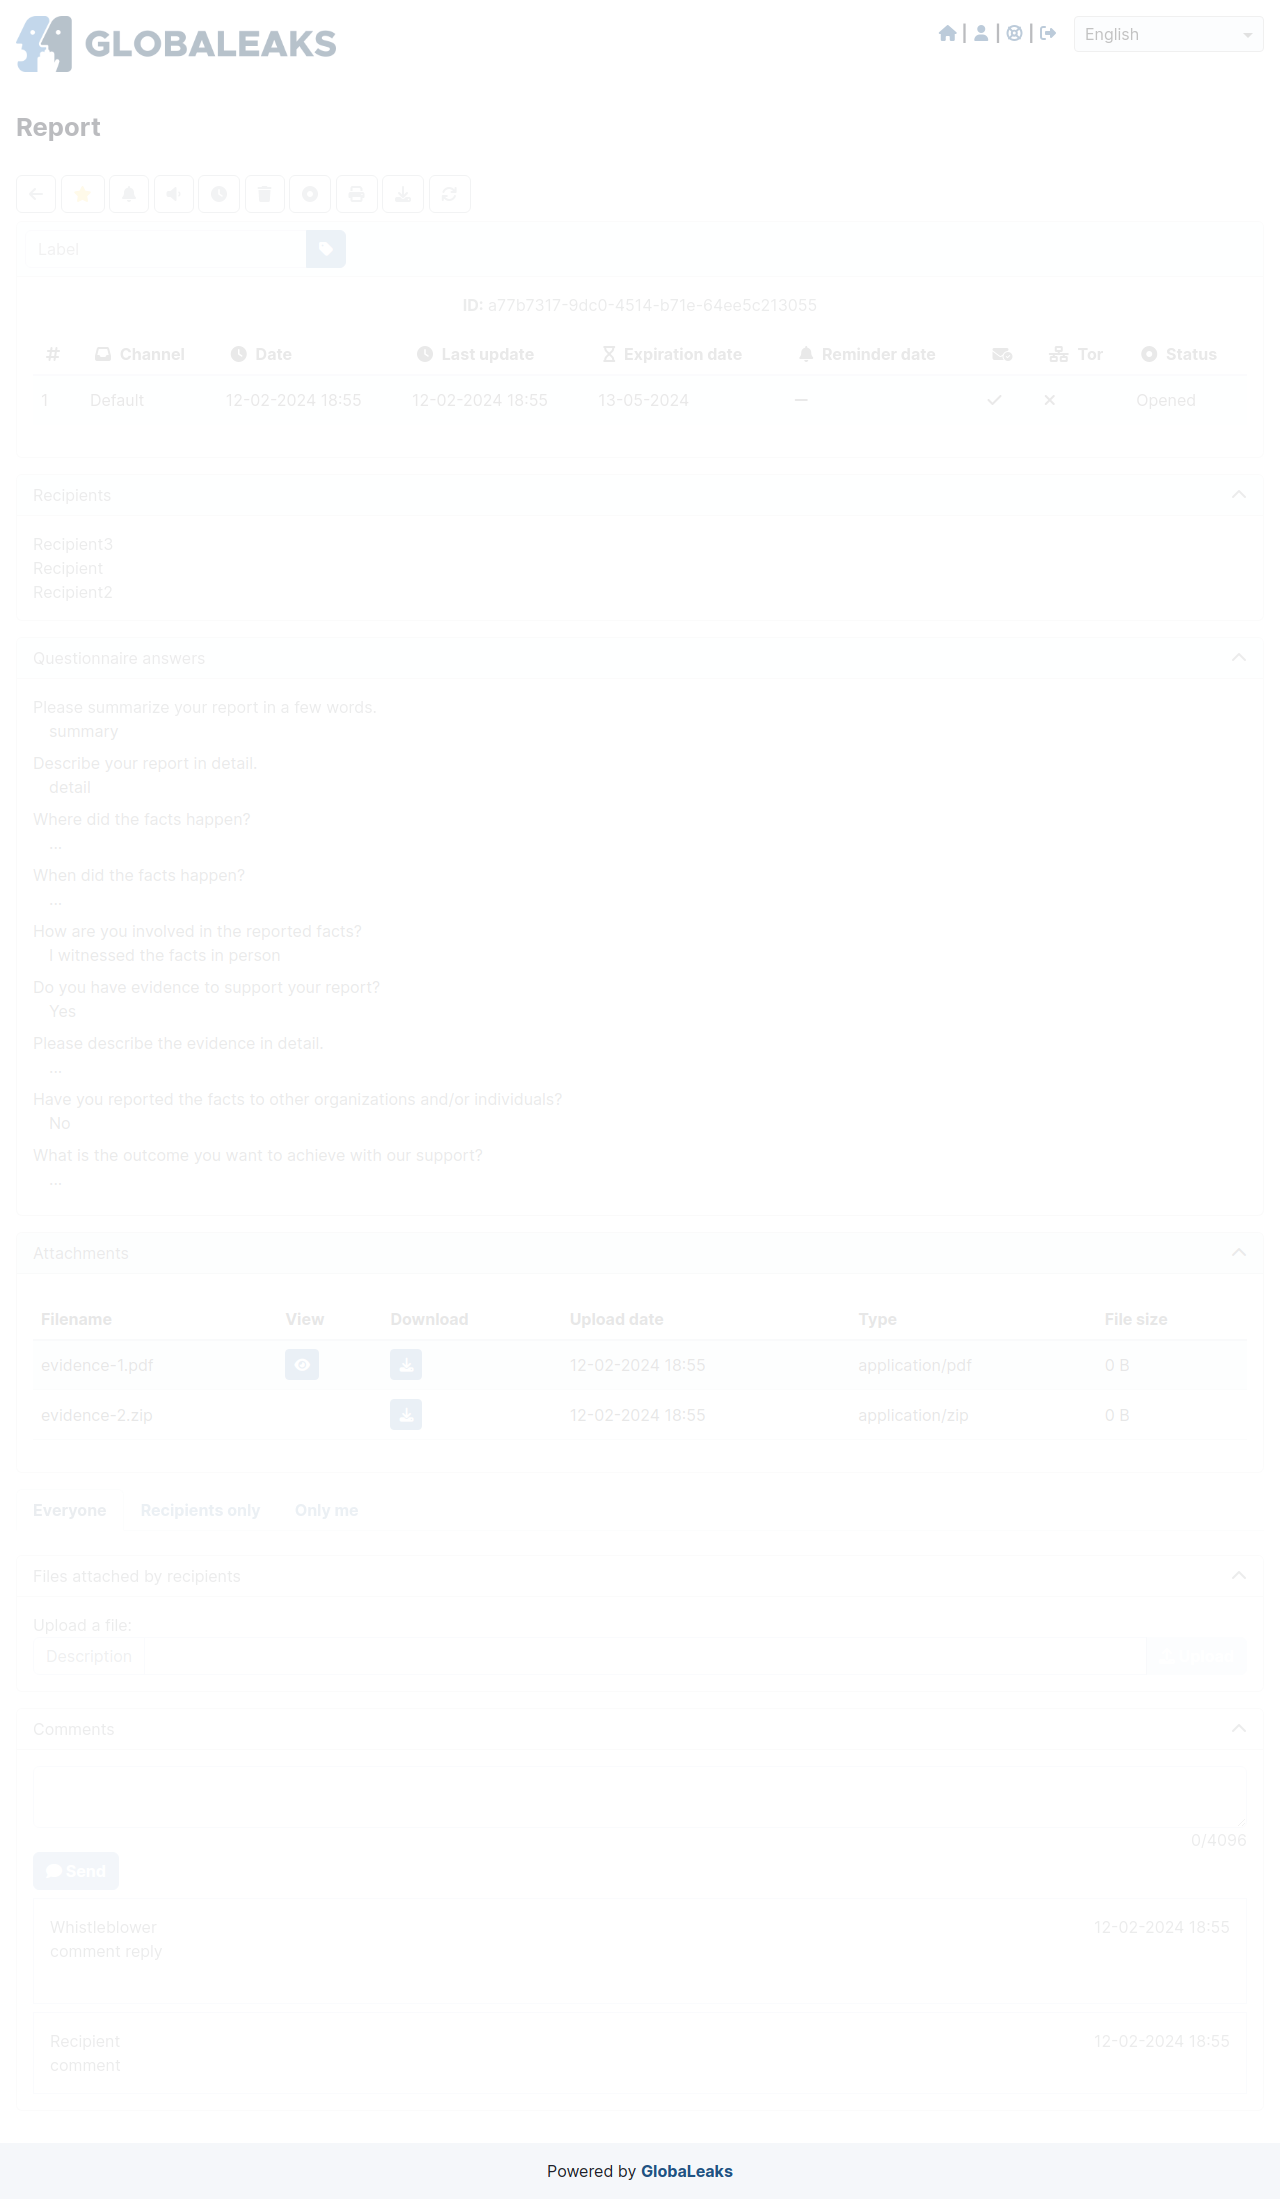 GLOBALEAKS
English
Report
Label
ID: a77b7317-9dc0-4514-b71e-64ee5c213055
# Channel Date Last update Expiration date Reminder date Tor Status
1 Default 12-02-2024 18:55 12-02-2024 18:55 13-05-2024 Opened
Recipients
Recipient3
Recipient
Recipient2
Questionnaire answers
Please summarize your report in a few words.
summary
Describe your report in detail.
detail
Where did the facts happen?
...
When did the facts happen?
...
How are you involved in the reported facts?
I witnessed the facts in person
Do you have evidence to support your report?
Yes
Please describe the evidence in detail.
...
Have you reported the facts to other organizations and/or individuals?
No
What is the outcome you want to achieve with our support?
...
Attachments
Filename View Download Upload date Type File size
evidence-1.pdf 12-02-2024 18:55 application/pdf 0 B
evidence-2.zip 12-02-2024 18:55 application/zip 0 B
Everyone Recipients only Only me
Files attached by recipients
Upload a file:
Description
Comments
0/4096
Send
Whistleblower 12-02-2024 18:55
comment reply
Recipient 12-02-2024 18:55
comment
Powered by GlobaLeaks